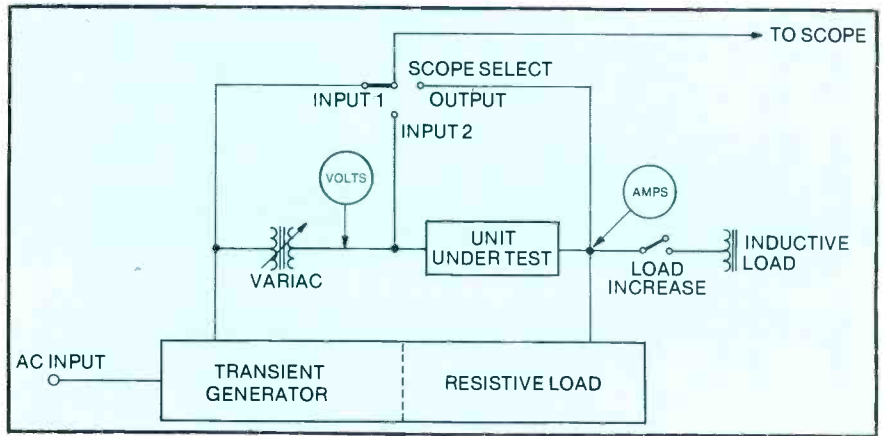 TO SCOPE
SCOPE SELECT
INPUT 1
OUTPUT
INPUT 2
VOLTS
AMPS
UNIT
UNDER TEST
INDUCTIVE
LOAD
LOAD
INCREASE
VARIAC
AC INPUT
TRANSIENT
GENERATOR
RESISTIVE LOAD